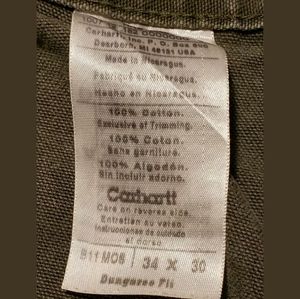 Carhartt, Inc. P.O. Box 600
Dearborn, MI 48121 USA
Made in Nicaragua.
Fabriqué en Nicaragua.
Hecho en Nicaragua.
100% Cotton.
Exclusive of Trimming.
100% Coton.
Sans garniture.
100% Algodón.
Sin incluir adorno.
Carhartt
Care on reverse side.
Entretien au verso.
Instrucciones de cuidado
al dorso.
B11 MOS
34 X 30
Dungaree Fit